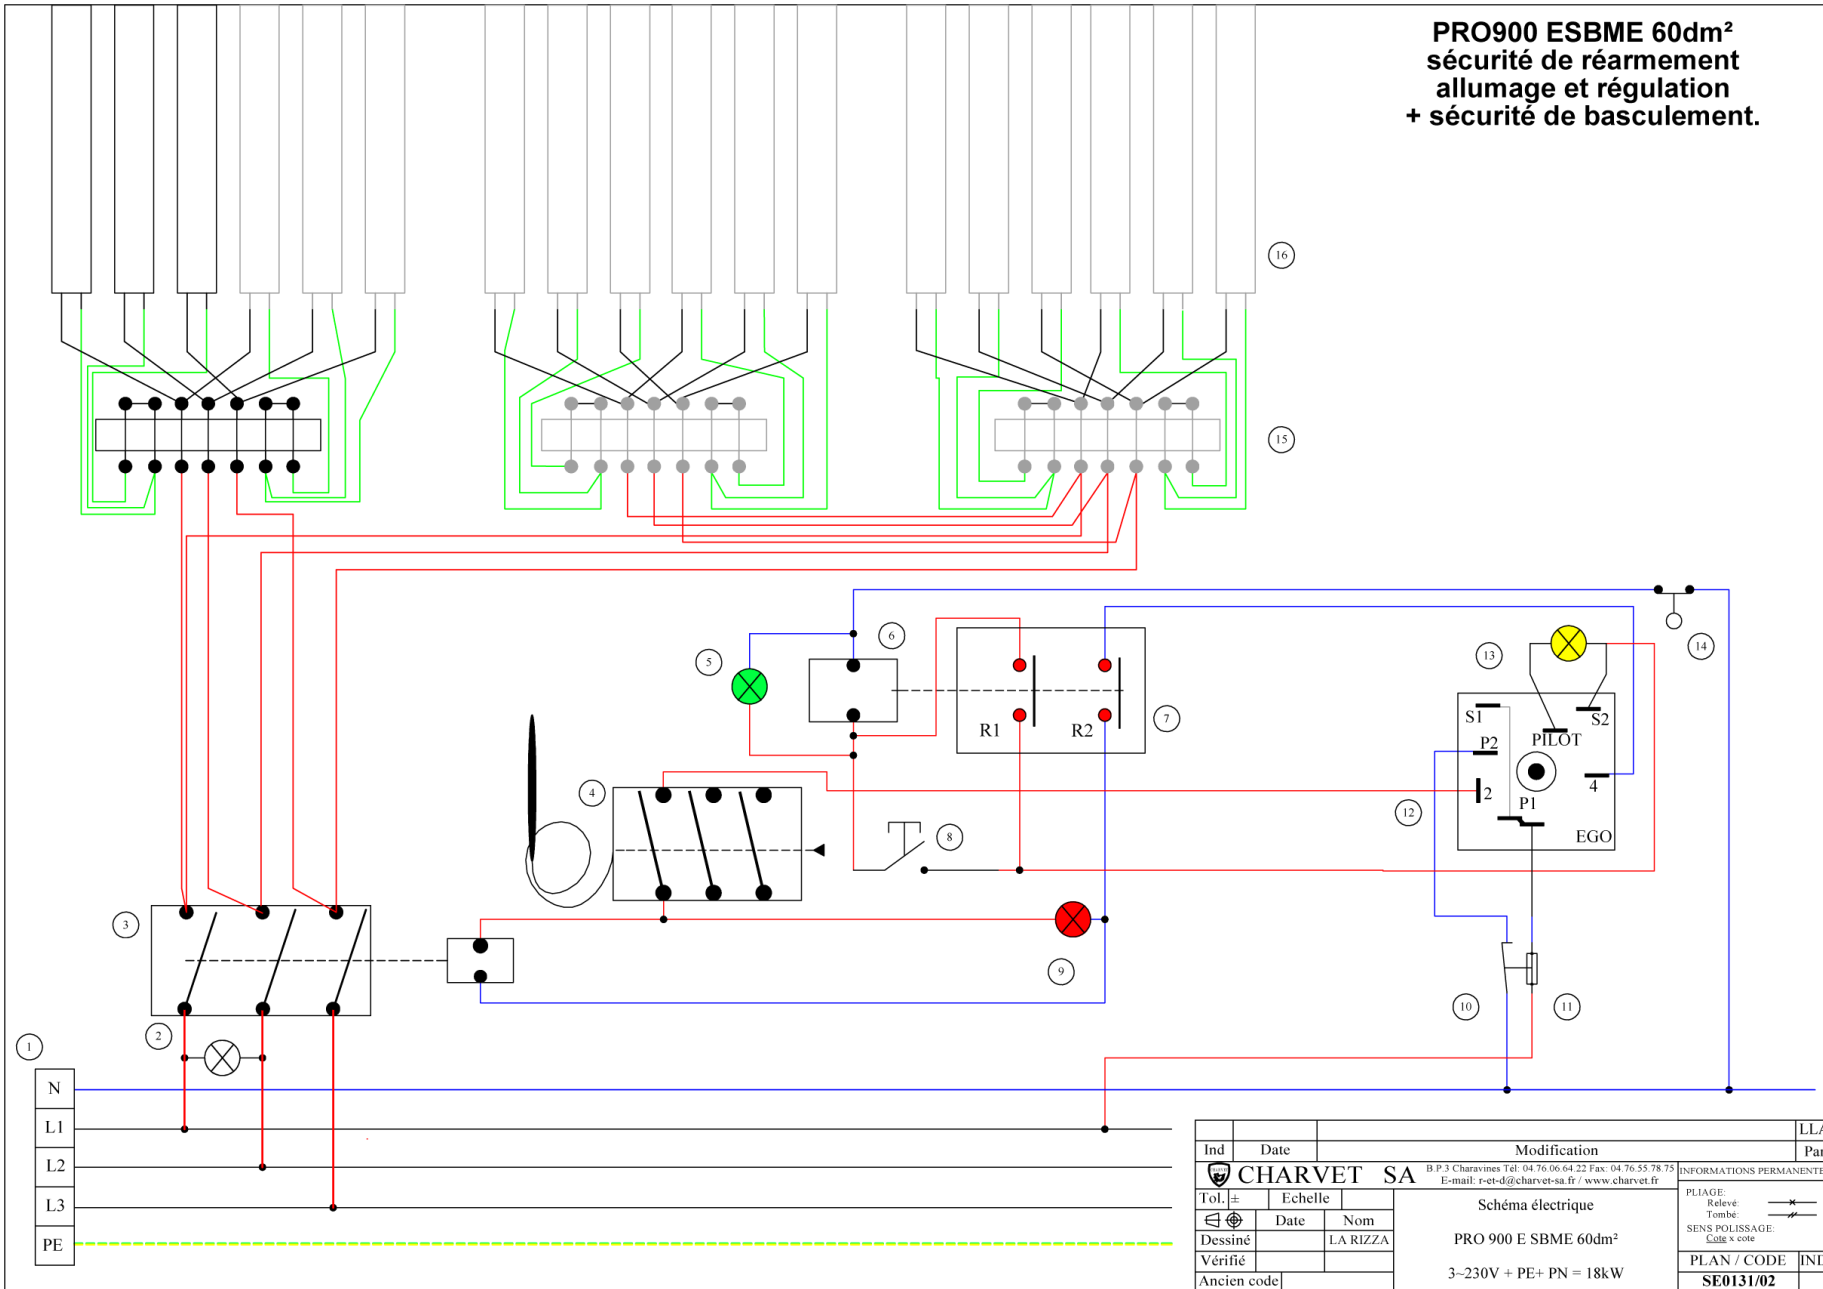 PRO900 ESBME 60dm²
sécurité de réarmement
allumage et régulation
+ sécurité de basculement.
16
15
6
5
13
14
7
R1
R2
S1
S2
P2
PILOT
4
2
P1
EGO
12
4
8
3
9
10
11
2
1
N
L1
L2
L3
PE
Ind Date Modification
CHARVET SA
B.P.3 Charavines Tél: 04.76.06.64.22 Fax: 04.76.55.78.75
E-mail: r-et-d@charvet-sa.fr / www.charvet.fr
INFORMATIONS PERMANENTE
Tol. ± Echelle
Date Nom
Dessiné LA RIZZA
Vérifié
Ancien code
Schéma électrique
PRO 900 E SBME 60dm²
3~230V + PE+ PN = 18kW
PLIAGE:
Relevé:
Tombé:
SENS POLISSAGE:
Cote x cote
PLAN / CODE
SE0131/02